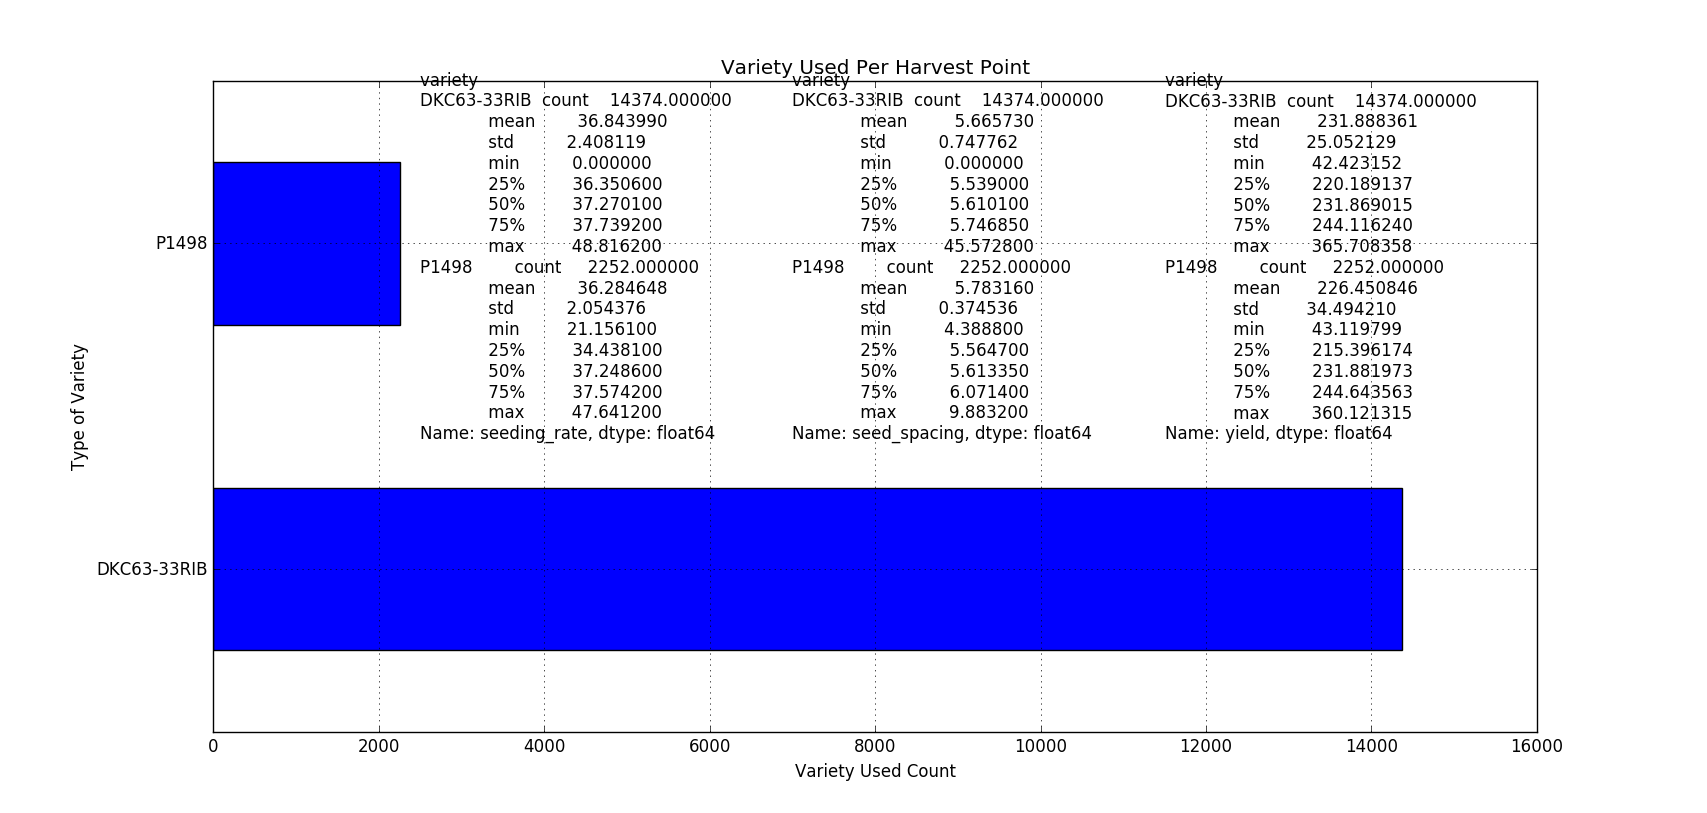 Variety Used Per Harvest Point
variety
DKC63-33RIB count 14374.000000
mean 36.843990
std 2.408119
min 0.000000
25% 36.350600
50% 37.270100
75% 37.739200
max 48.816200
P1498 count 2252.000000
mean 36.284648
std 2.054376
min 21.156100
25% 34.438100
50% 37.248600
75% 37.574200
max 47.641200
Name: seeding_rate, dtype: float64
variety
DKC63-33RIB count 14374.000000
mean 5.665730
std 0.747762
min 0.000000
25% 5.539000
50% 5.610100
75% 5.746850
max 45.572800
P1498 count 2252.000000
mean 5.783160
std 0.374536
min 4.388800
25% 5.564700
50% 5.613350
75% 6.071400
max 9.883200
Name: seed_spacing, dtype: float64
variety
DKC63-33RIB count 14374.000000
mean 231.888361
std 25.052129
min 42.423152
25% 220.189137
50% 231.869015
75% 244.116240
max 365.708358
P1498 count 2252.000000
mean 226.450846
std 34.494210
min 43.119799
25% 215.396174
50% 231.881973
75% 244.643563
max 360.121315
Name: yield, dtype: float64
Type of Variety
P1498
DKC63-33RIB
0 2000 4000 6000 8000 10000 12000 14000 16000
Variety Used Count